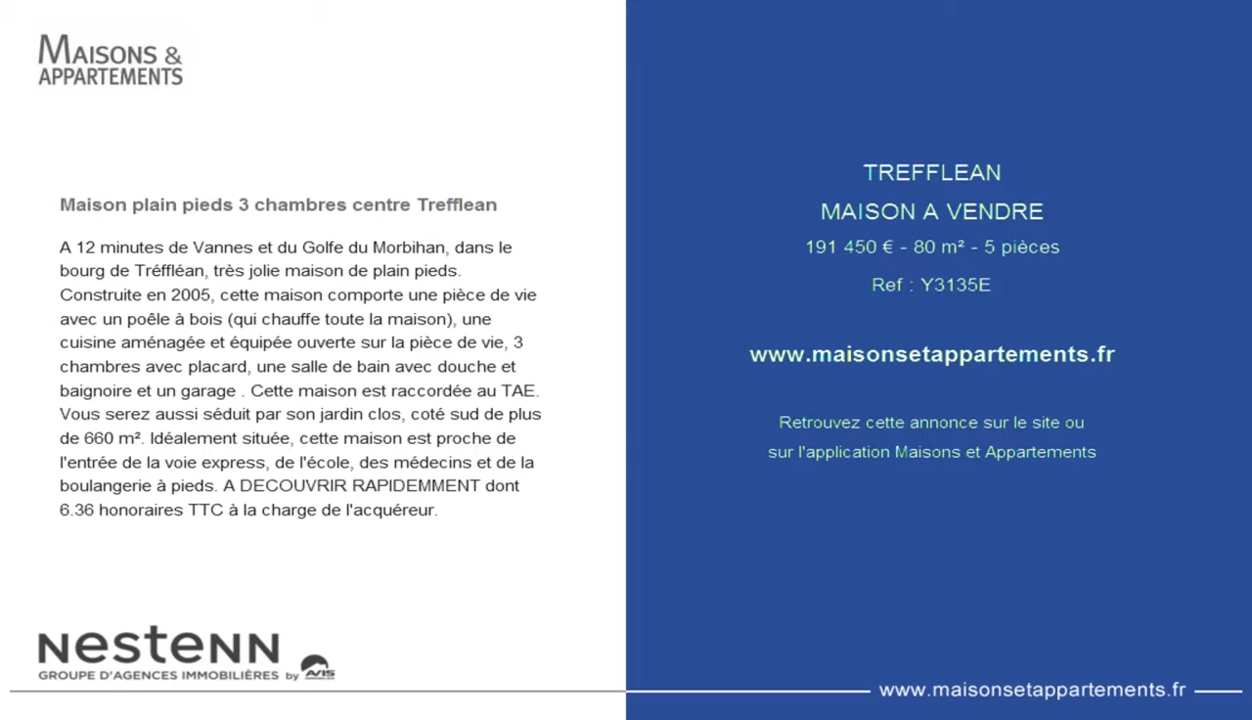 MAISONS &
APPARTEMENTS
Maison plain pieds 3 chambres centre Trefflean
A 12 minutes de Vannes et du Golfe du Morbihan, dans le
bourg de Tréffléan, très jolie maison de plain pieds.
Construite en 2005, cette maison comporte une pièce de vie
avec un poêle à bois (qui chauffe toute la maison), une
cuisine aménagée et équipée ouverte sur la pièce de vie, 3
chambres avec placard, une salle de bain avec douche et
baignoire et un garage . Cette maison est raccordée au TAE.
Vous serez aussi séduit par son jardin clos, coté sud de plus
de 660 m². Idéalement située, cette maison est proche de
l'entrée de la voie express, de l'école, des médecins et de la
boulangerie à pieds. A DECOUVRIR RAPIDEMMENT dont
6.36 honoraires TTC à la charge de l'acquéreur.
NESTENN
GROUPE D'AGENCES IMMOBILIÈRES by AVIS
TREFFLEAN
MAISON A VENDRE
191 450 € - 80 m² - 5 pièces
Ref : Y3135E
www.maisonsetappartements.fr
Retrouvez cette annonce sur le site ou
sur l'application Maisons et Appartements
www.maisonsetappartements.fr